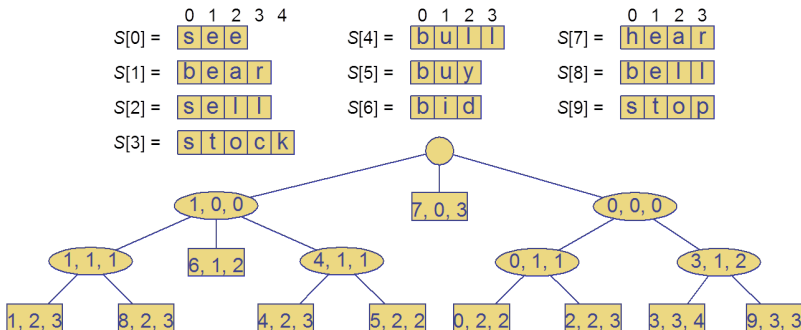 0 1 2 3 4
0 1 2 3
0 1 2 3
S[0] = s e e
S[4] = b u l l
S[7] = h e a r
S[1] = b e a r
S[5] = b u y
S[8] = b e l l
S[2] = s e l l
S[6] = b i d
S[9] = s t o p
S[3] = s t o c k
1, 0, 0
7, 0, 3
0, 0, 0
1, 1, 1
6, 1, 2
4, 1, 1
0, 1, 1
3, 1, 2
1, 2, 3
8, 2, 3
4, 2, 3
5, 2, 2
0, 2, 2
2, 2, 3
3, 3, 4
9, 3, 3